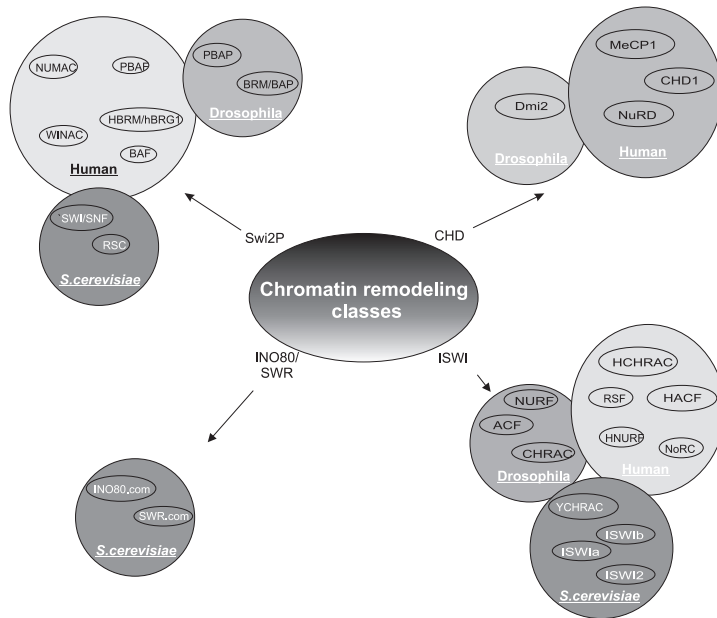 NUMAC
PBAF
WINAC
HBRM/hBRG1
BAF
Human
PBAP
BRM/BAP
Drosophila
SWI/SNF
RSC
S.cerevisiae
Swi2P
MeCP1
CHD1
NuRD
Human
Dmi2
Drosophila
CHD
Chromatin remodeling
classes
INO80/
SWR
ISWI
INO80.com
SWR.com
S.cerevisiae
NURF
ACF
CHRAC
Drosophila
HCHRAC
RSF
HACF
HNURF
NoRC
Human
YCHRAC
ISWIb
ISWIa
ISWI2
S.cerevisiae